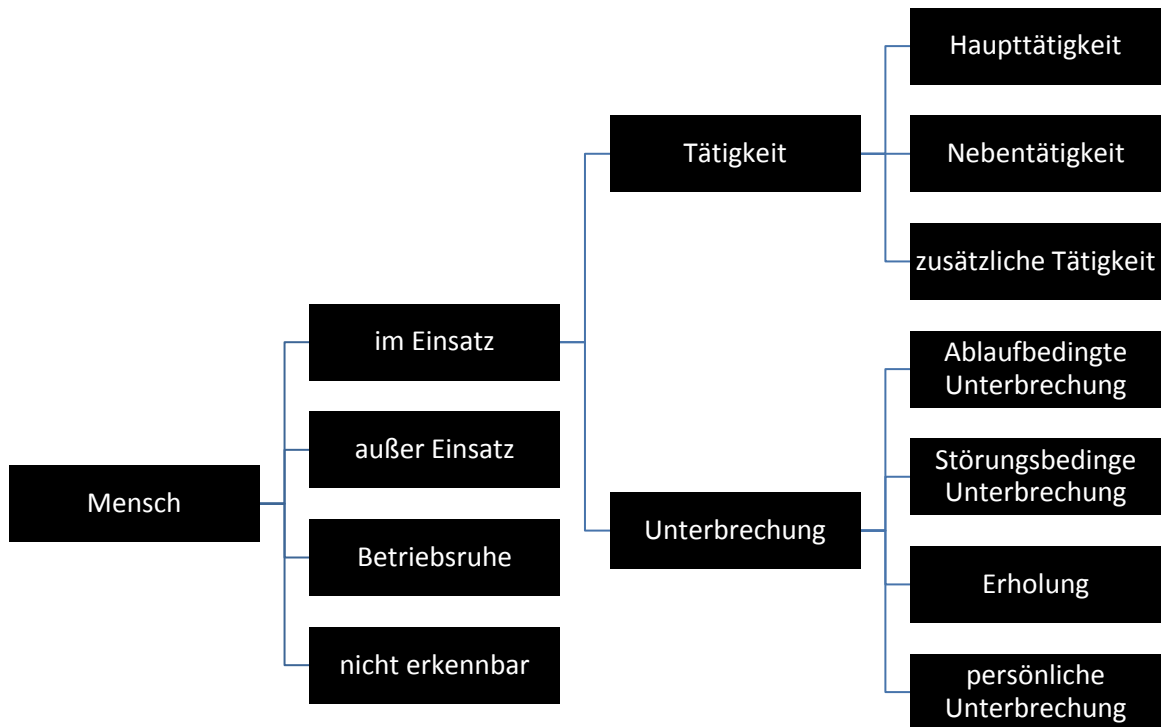 Haupttätigkeit
Tätigkeit
Nebentätigkeit
zusätzliche Tätigkeit
im Einsatz
Ablaufbedingte
Unterbrechung
außer Einsatz
Störungsbedinge
Unterbrechung
Mensch
Unterbrechung
Betriebsruhe
Erholung
nicht erkennbar
persönliche
Unterbrechung